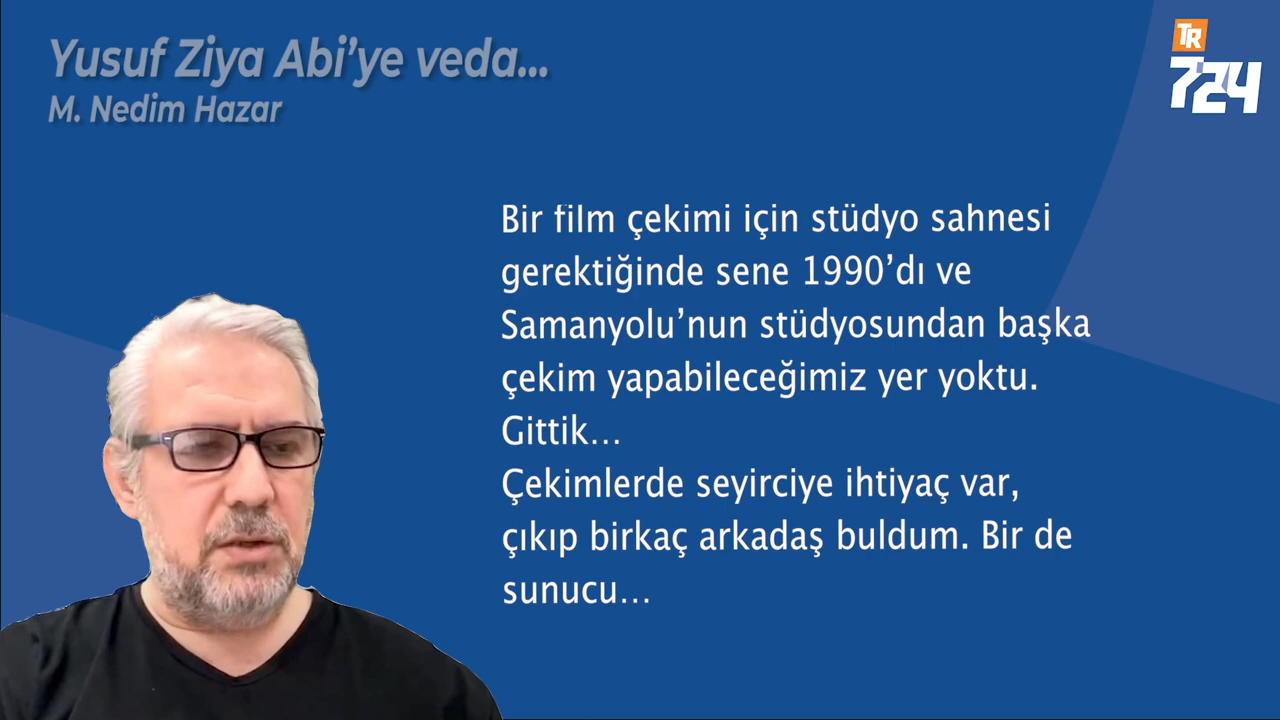 Yusuf Ziya Abi'ye veda...
M. Nedim Hazar
TR
724
Bir film çekimi için stüdyo sahnesi
gerektiğinde sene 1990'dı ve
Samanyolu'nun stüdyosundan başka
çekim yapabileceğimiz yer yoktu.
Gittik...
Çekimlerde seyirciye ihtiyaç var,
çıkıp birkaç arkadaş buldum. Bir de
sunucu...